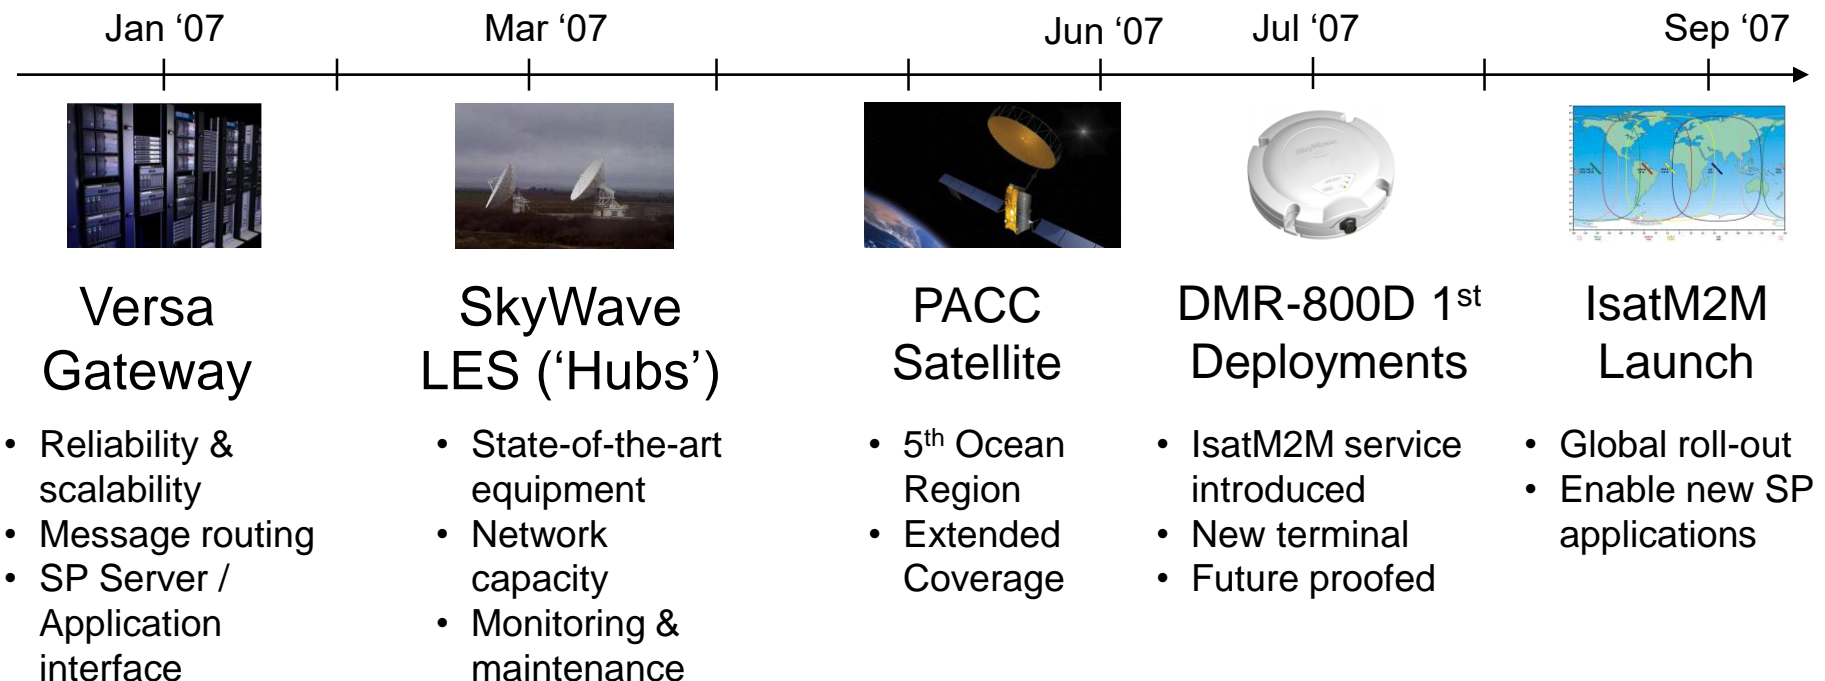 Jan ‘07
Mar ‘07
Jun ‘07
Jul ‘07
Sep ‘07
Versa
Gateway
• Reliability &
scalability
• Message routing
• SP Server /
Application
interface
SkyWave
LES (‘Hubs’)
• State-of-the-art
equipment
• Network
capacity
• Monitoring &
maintenance
PACC
Satellite
• 5th Ocean
Region
• Extended
Coverage
DMR-800D 1st
Deployments
• IsatM2M service
introduced
• New terminal
• Future proofed
IsatM2M
Launch
• Global roll-out
• Enable new SP
applications